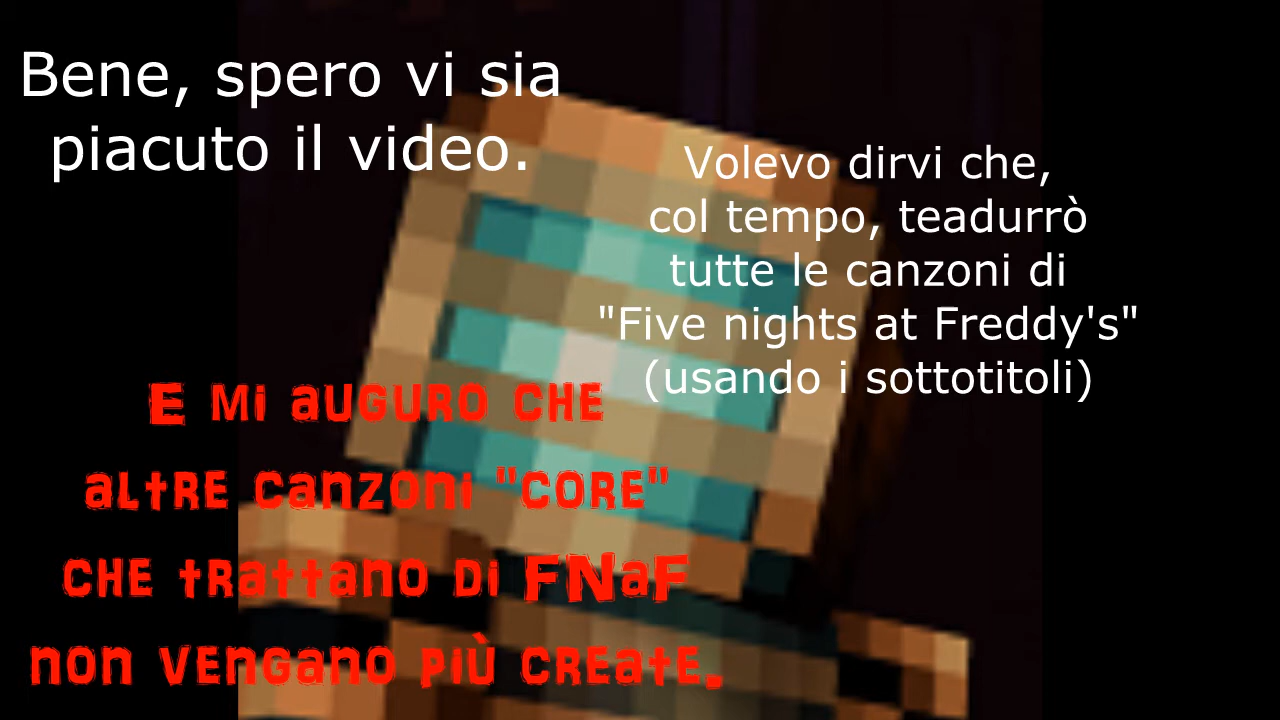 Bene, spero vi sia
piacuto il video.
Volevo dirvi che,
col tempo, teadurrò
tutte le canzoni di
"Five nights at Freddy's"
(usando i sottotitoli)
E mi auguro che
altre canzoni "core"
che trattano di FNaF
non vengano più create.